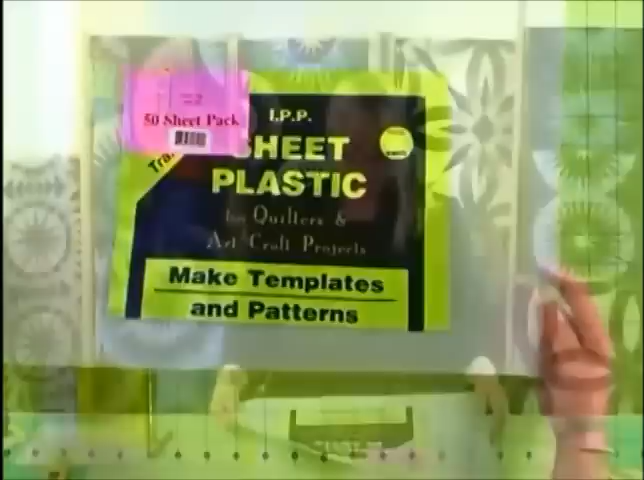 50 Sheet Pack
I.P.P.
SHEET
PLASTIC
for Quilters &
Art Craft Projects
Make Templates
and Patterns